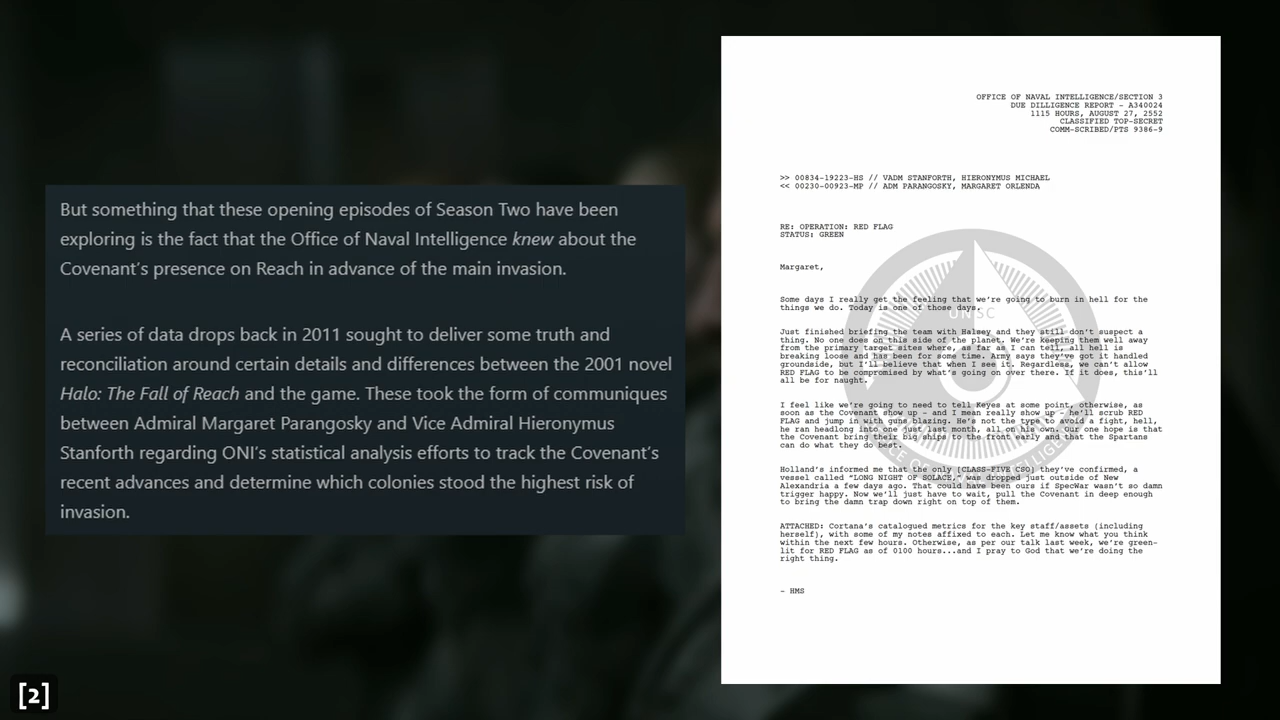 But something that these opening episodes of Season Two have been
exploring is the fact that the Office of Naval Intelligence knew about the
Covenant's presence on Reach in advance of the main invasion.
A series of data drops back in 2011 sought to deliver some truth and
reconciliation around certain details and differences between the 2001 novel
Halo: The Fall of Reach and the game. These took the form of communiques
between Admiral Margaret Parangosky and Vice Admiral Hieronymus
Stanforth regarding ONI's statistical analysis efforts to track the Covenant's
recent advances and determine which colonies stood the highest risk of
invasion.
OFFICE OF NAVAL INTELLIGENCE/SECTION 3
DUE DILLIGENCE REPORT - A340024
1115 HOURS, AUGUST 27, 2552
CLASSIFIED TOP-SECRET
COMM-SCRIBED/PTS 9386-9
>> 00834-19223-HS // VADM STANFORTH, HIERONYMUS MICHAEL
<< 00230-00923-MP // ADM PARANGOSKY, MARGARET ORLENDA
RE: OPERATION: RED FLAG
STATUS: GREEN
Margaret,
Some days I really get the feeling that we're going to burn in hell for the
things we do. Today is one of those days.
UNSC
Just finished briefing the team with Halsey and they still don't suspect a
thing. No one does on this side of the planet. We're keeping them well away
from the primary target sites where, as far as I can tell, all hell is
breaking loose and has been for some time. Army says they've got it handled
groundside, but I'll believe that when I see it. Regardless, we can't allow
RED FLAG to be compromised by what's going on over there. If it does, this'll
all be for naught.
I feel like we're going to need to tell Keyes at some point, otherwise, as
soon as the Covenant show up - and I mean really show up - he'll scrub RED
FLAG and jump in with guns blazing. He's not the type to avoid a fight, hell,
he ran headlong into one just last month, all on his own. Our one hope is that
the Covenant bring their big ships to the front early and that the Spartans
can do what they do best.
Holland's informed me that the only [CLASS-FIVE CSO] they've confirmed, a
vessel called "LONG NIGHT OF SOLACE," was dropped just outside of New
Alexandria a few days ago. That could have been ours if SpecWar wasn't so damn
trigger happy. Now we'll just have to wait, pull the Covenant in deep enough
to bring the damn trap down right on top of them.
ATTACHED: Cortana's catalogued metrics for the key staff/assets (including
herself), with some of my notes affixed to each. Let me know what you think
within the next few hours. Otherwise, as per our talk last week, we're green-
lit for RED FLAG as of 0100 hours...and I pray to God that we're doing the
right thing.
- HMS
[2]